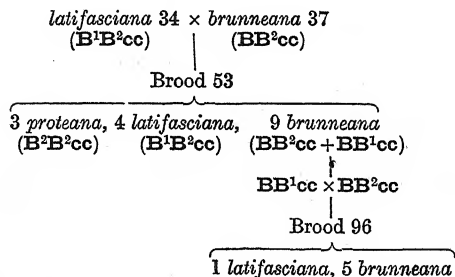 latifasciana 34 × brunneana 37
(B¹B²cc) (BB²cc)
Brood 53
3 proteana, 4 latifasciana, 9 brunneana
(B²B²cc) (B¹B²cc) (BB²cc + BB¹cc)
BB¹cc × BB²cc
Brood 96
1 latifasciana, 5 brunneana